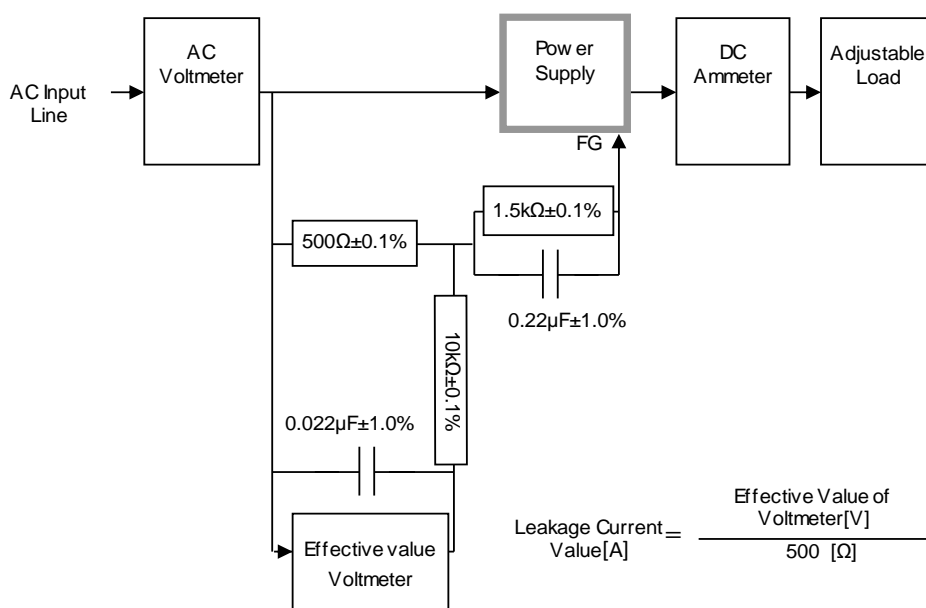 AC Input
Line
AC
Voltmeter
Power
Supply
FG
DC
Ammeter
Adjustable
Load
500Ω±0.1%
1.5kΩ±0.1%
0.22µF±1.0%
10kΩ±0.1%
0.022µF±1.0%
Effective value
Voltmeter
Leakage Current
Value[A]
=
Effective Value of
Voltmeter[V]
500 [Ω]